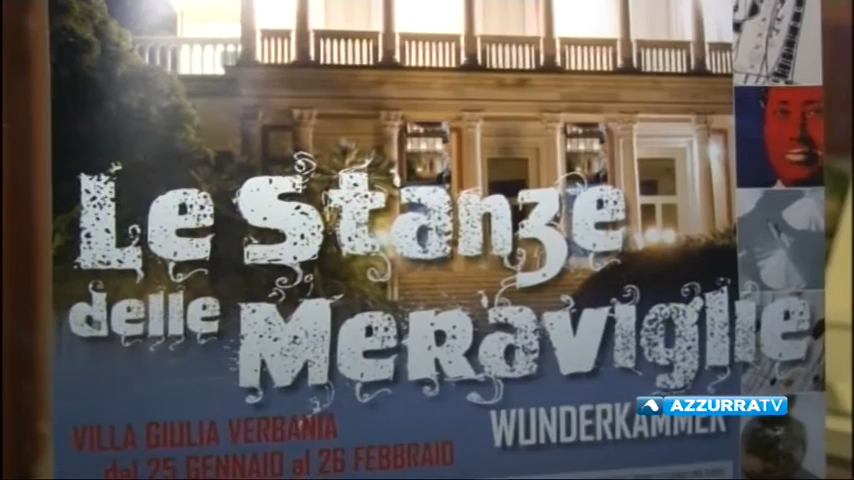 Le Stanze
delle Meraviglie
WUNDERKAMMER
AZZURRATV
VILLA GIULIA VERBANIA
dal 25 GENNAIO al 26 FEBBRAIO